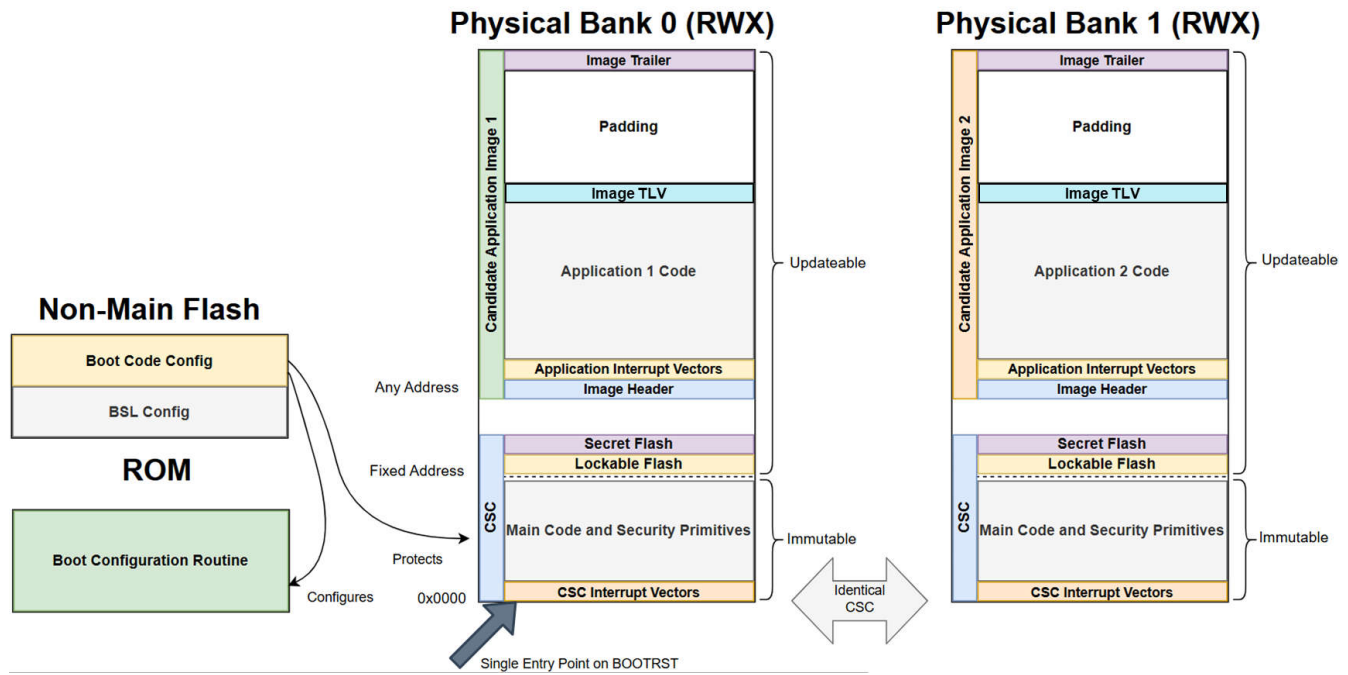 Physical Bank 0 (RWX)
Physical Bank 1 (RWX)
Candidate Application Image 1
Image Trailer
Padding
Image TLV
Application 1 Code
Application Interrupt Vectors
Image Header
Updateable
Candidate Application Image 2
Image Trailer
Padding
Image TLV
Application 2 Code
Application Interrupt Vectors
Image Header
Updateable
Non-Main Flash
Boot Code Config
BSL Config
ROM
Boot Configuration Routine
Any Address
Fixed Address
Protects
Configures
0x0000
CSC
Secret Flash
Lockable Flash
Main Code and Security Primitives
CSC Interrupt Vectors
Immutable
Identical
CSC
CSC
Secret Flash
Lockable Flash
Main Code and Security Primitives
CSC Interrupt Vectors
Immutable
Single Entry Point on BOOTRST